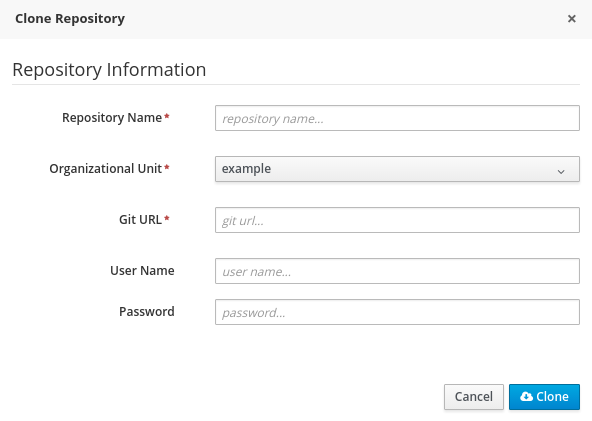 Clone Repository ×
Repository Information
Repository Name* repository name...
Organizational Unit* example
Git URL* git url...
User Name user name...
Password password...
Cancel Clone